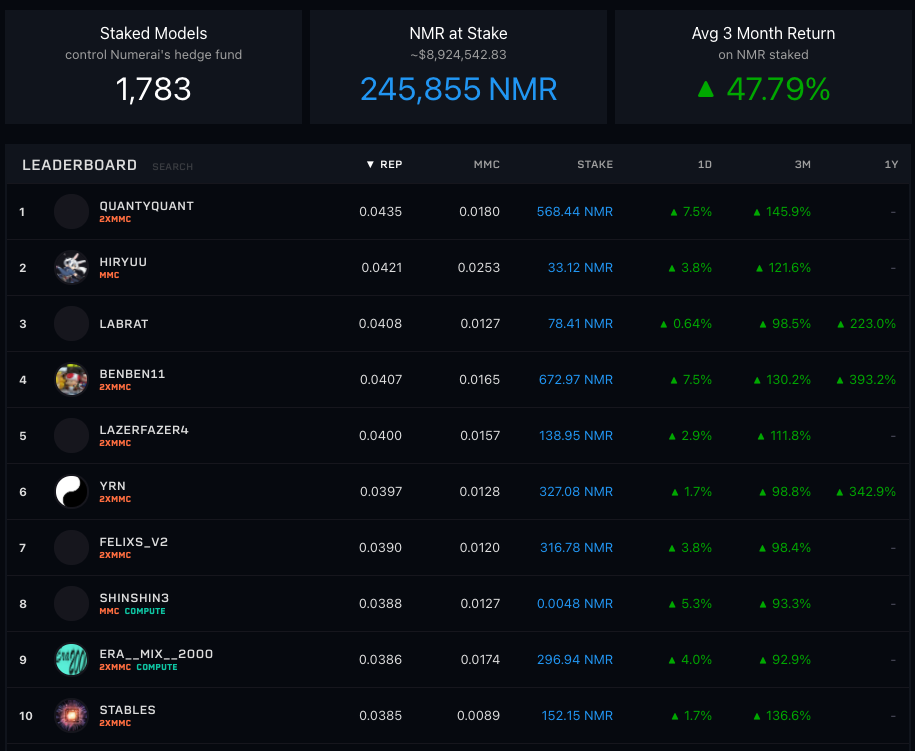 Staked Models
control Numerai's hedge fund
1,783
NMR at Stake
~$8,924,542.83
245,855 NMR
Avg 3 Month Return
on NMR staked
▲ 47.79%
LEADERBOARD SEARCH ▼ REP MMC STAKE 1D 3M 1Y
1 QUANTYQUANT 0.0435 0.0180 568.44 NMR ▲ 7.5% ▲ 145.9% –
2XMMC
2 HIRYUU 0.0421 0.0253 33.12 NMR ▲ 3.8% ▲ 121.6% –
MMC
3 LABRAT 0.0408 0.0127 78.41 NMR ▲ 0.64% ▲ 98.5% ▲ 223.0%
4 BENBEN11 0.0407 0.0165 672.97 NMR ▲ 7.5% ▲ 130.2% ▲ 393.2%
2XMMC
5 LAZERFAZER4 0.0400 0.0157 138.95 NMR ▲ 2.9% ▲ 111.8% –
2XMMC
6 YRN 0.0397 0.0128 327.08 NMR ▲ 1.7% ▲ 98.8% ▲ 342.9%
2XMMC
7 FELIXS_V2 0.0390 0.0120 316.78 NMR ▲ 3.8% ▲ 98.4% –
2XMMC
8 SHINSHIN3 0.0388 0.0127 0.0048 NMR ▲ 5.3% ▲ 93.3% –
MMC COMPUTE
9 ERA__MIX__2000 0.0386 0.0174 296.94 NMR ▲ 4.0% ▲ 92.9% –
2XMMC COMPUTE
10 STABLES 0.0385 0.0089 152.15 NMR ▲ 1.7% ▲ 136.6% –
2XMMC